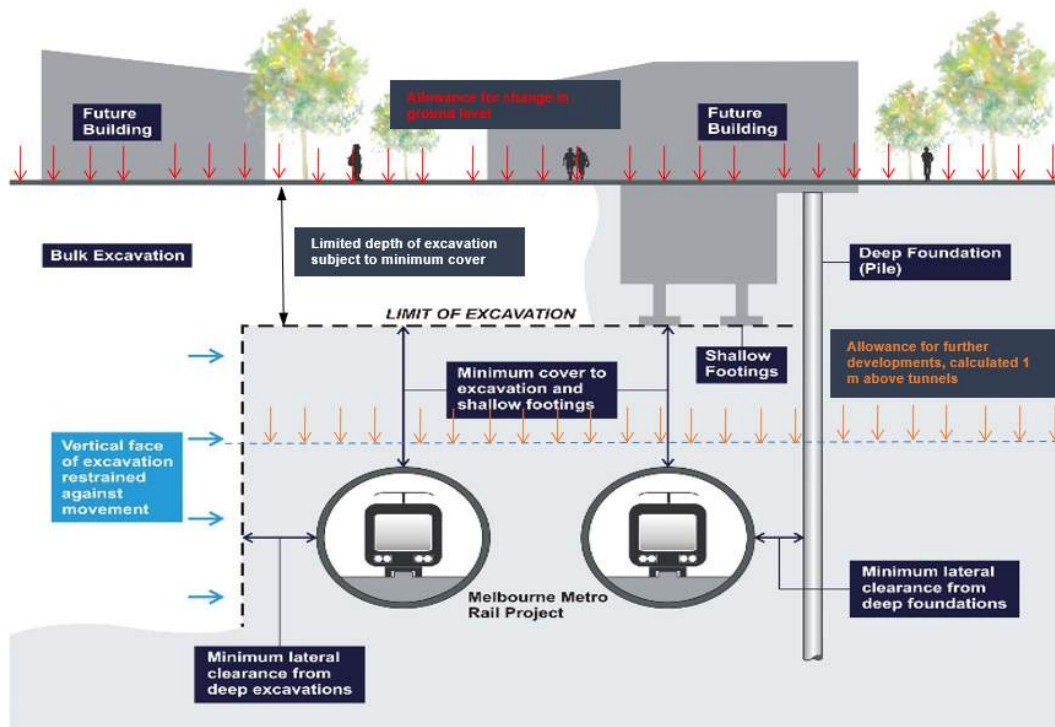 Future
Building
Allowance for change in
ground level
Future
Building
Bulk Excavation
Limited depth of excavation
subject to minimum cover
Deep Foundation
(Pile)
LIMIT OF EXCAVATION
Shallow
Footings
Minimum cover to
excavation and
shallow footings
Allowance for further
developments, calculated 1
m above tunnels
Vertical face
of excavation
restrained
against
movement
Melbourne Metro
Rail Project
Minimum lateral
clearance from
deep foundations
Minimum lateral
clearance from
deep excavations